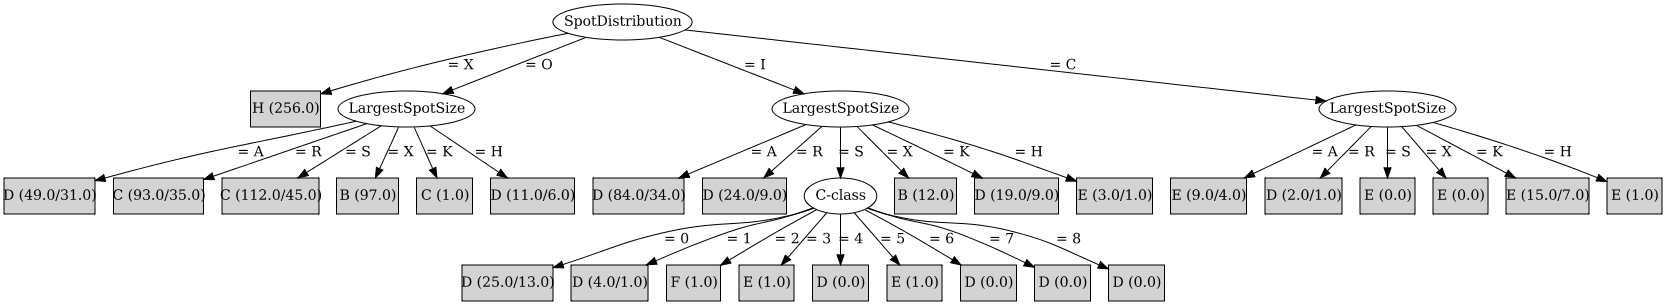 SpotDistribution
= X = O = I = C
H (256.0) LargestSpotSize LargestSpotSize LargestSpotSize
= A = R = S = X = K = H = A = R = S = X = K = H = A = R = S = X = K = H
D (49.0/31.0) C (93.0/35.0) C (112.0/45.0) B (97.0) C (1.0) D (11.0/6.0) D (84.0/34.0) D (24.0/9.0) C-class B (12.0) D (19.0/9.0) E (3.0/1.0) E (9.0/4.0) D (2.0/1.0) E (0.0) E (0.0) E (15.0/7.0) E (1.0)
= 0 = 1 = 2 = 3 = 4 = 5 = 6 = 7 = 8
D (25.0/13.0) D (4.0/1.0) F (1.0) E (1.0) D (0.0) E (1.0) D (0.0) D (0.0) D (0.0)